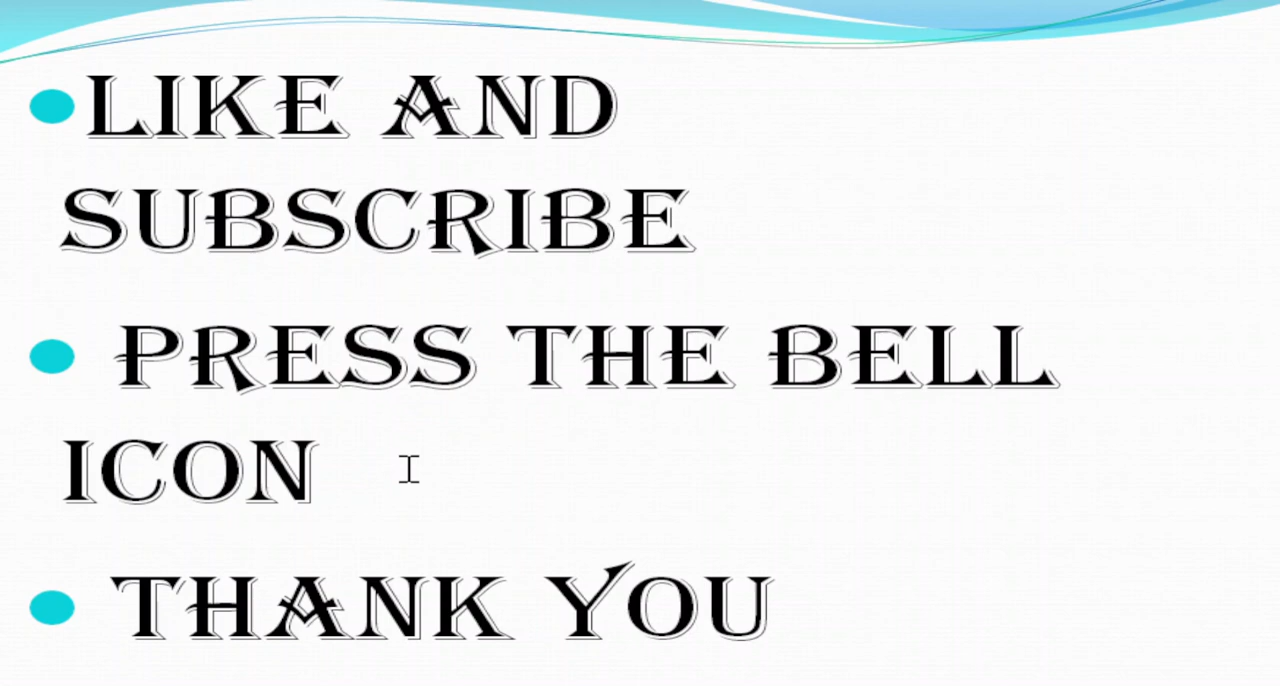 • LIKE AND
SUBSCRIBE
• PRESS THE BELL
ICON
• THANK YOU